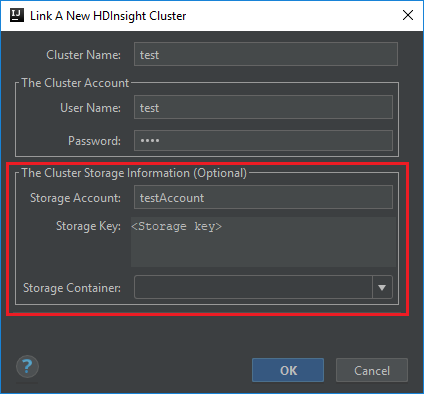 Link A New HDInsight Cluster
Cluster Name: test
The Cluster Account
User Name: test
Password: ••••
The Cluster Storage Information (Optional)
Storage Account: testAccount
Storage Key: <Storage key>
Storage Container:
? OK Cancel